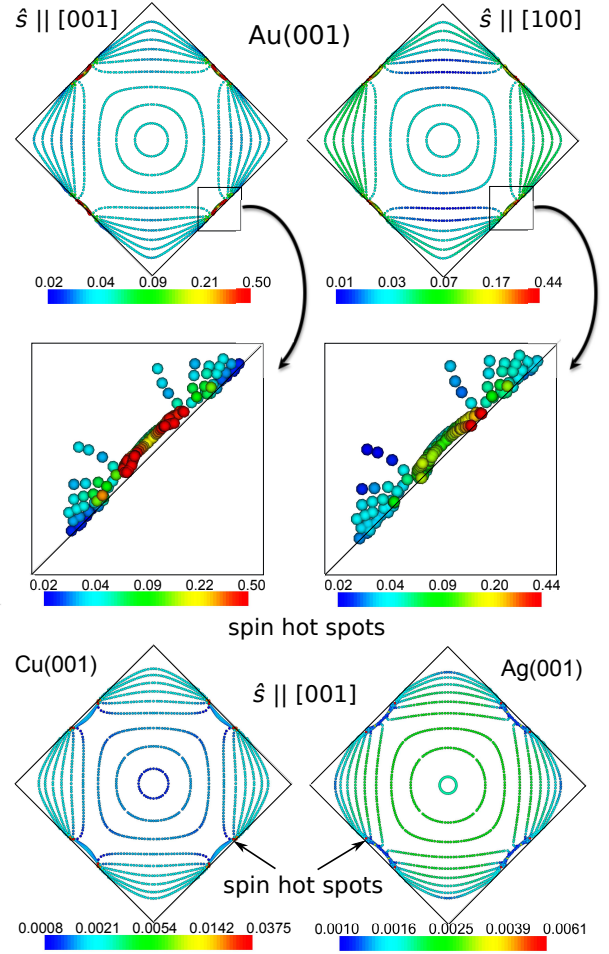 ŝ || [001]
Au(001)
ŝ || [100]
0.02 0.04 0.09 0.21 0.50
0.01 0.03 0.07 0.17 0.44
0.02 0.04 0.09 0.22 0.50
0.02 0.04 0.09 0.20 0.44
spin hot spots
Cu(001)
ŝ || [001]
Ag(001)
spin hot spots
0.0008 0.0021 0.0054 0.0142 0.0375
0.0010 0.0016 0.0025 0.0039 0.0061